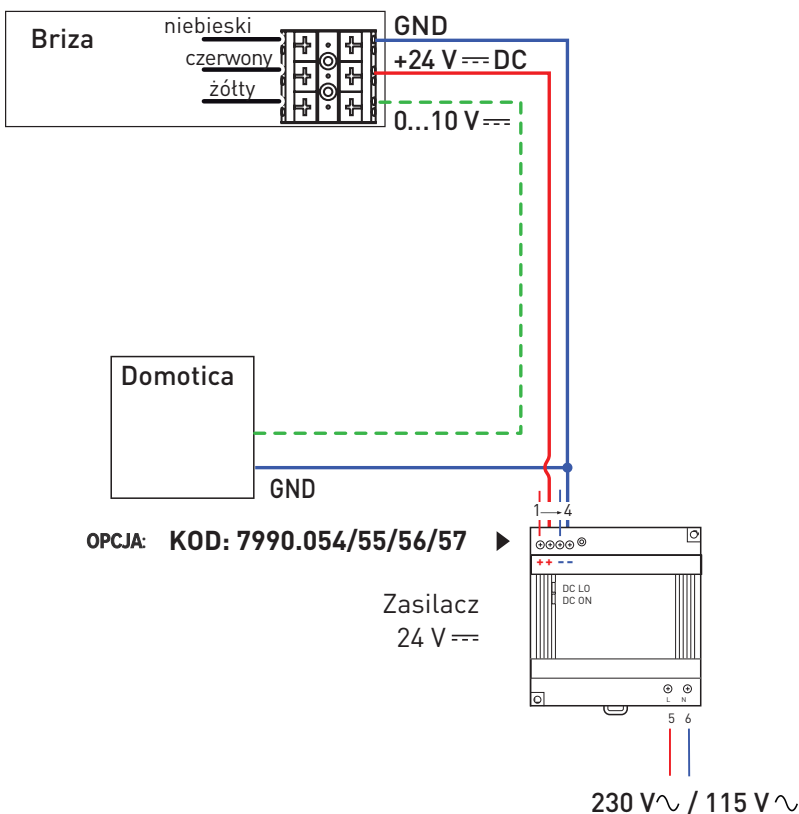 Briza
niebieski
czerwony
żółty
GND
+24 V ⎓ DC
0...10 V ⎓
Domotica
GND
1 → 4
OPCJA: KOD: 7990.054/55/56/57 ▶
++ --
DC LO
DC ON
Zasilacz
24 V ⎓
L N
5 6
230 V∿ / 115 V∿